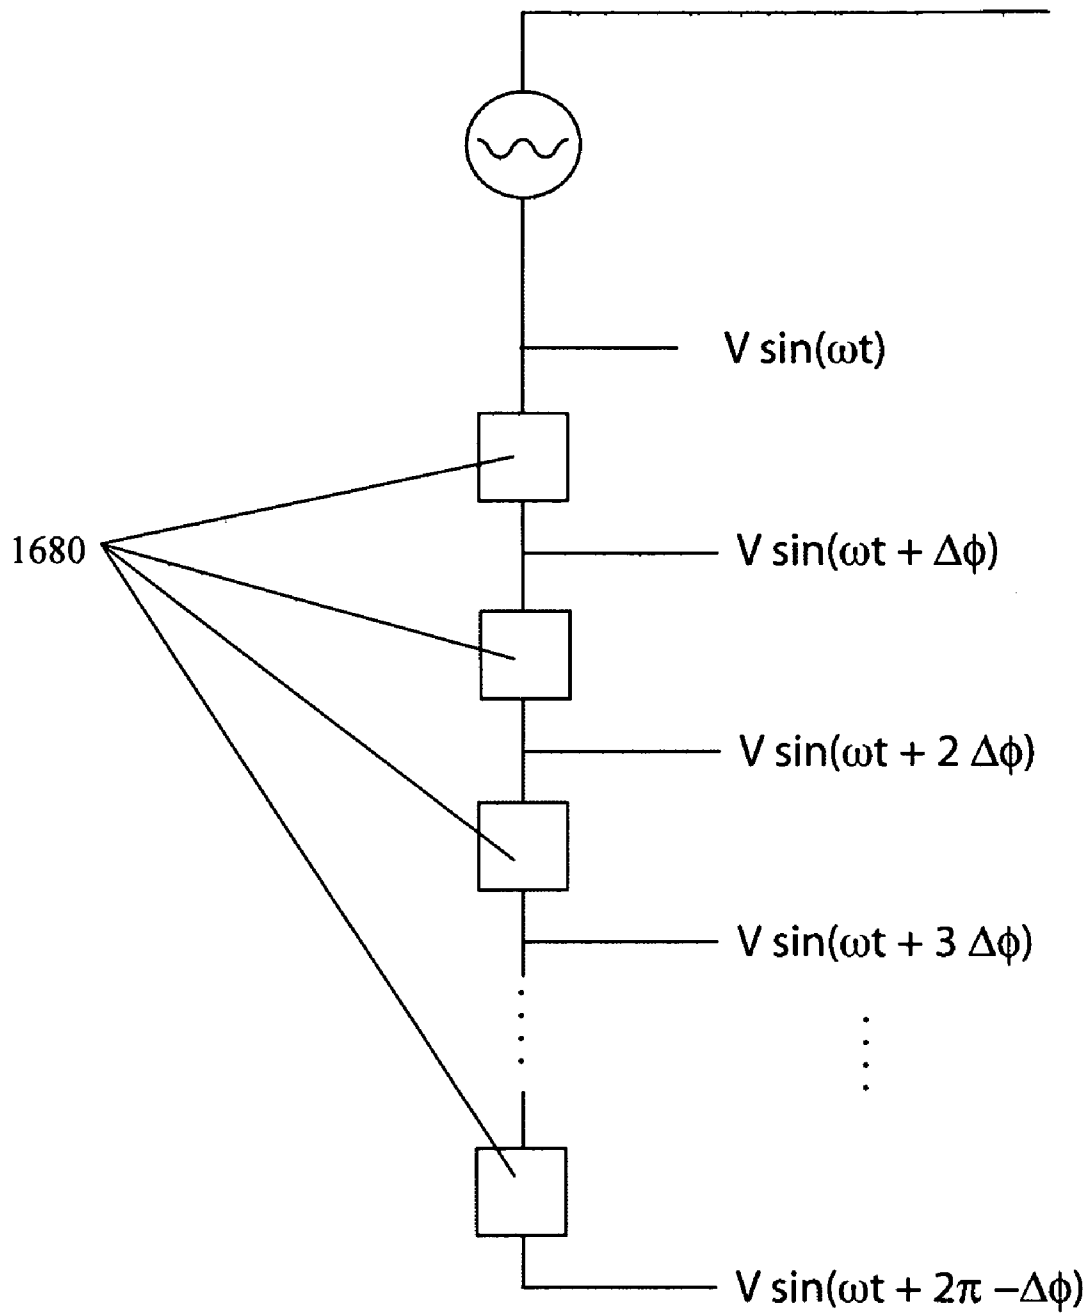 V sin(ωt)
1680
V sin(ωt + Δϕ)
V sin(ωt + 2 Δϕ)
V sin(ωt + 3 Δϕ)
V sin(ωt + 2π −Δϕ)